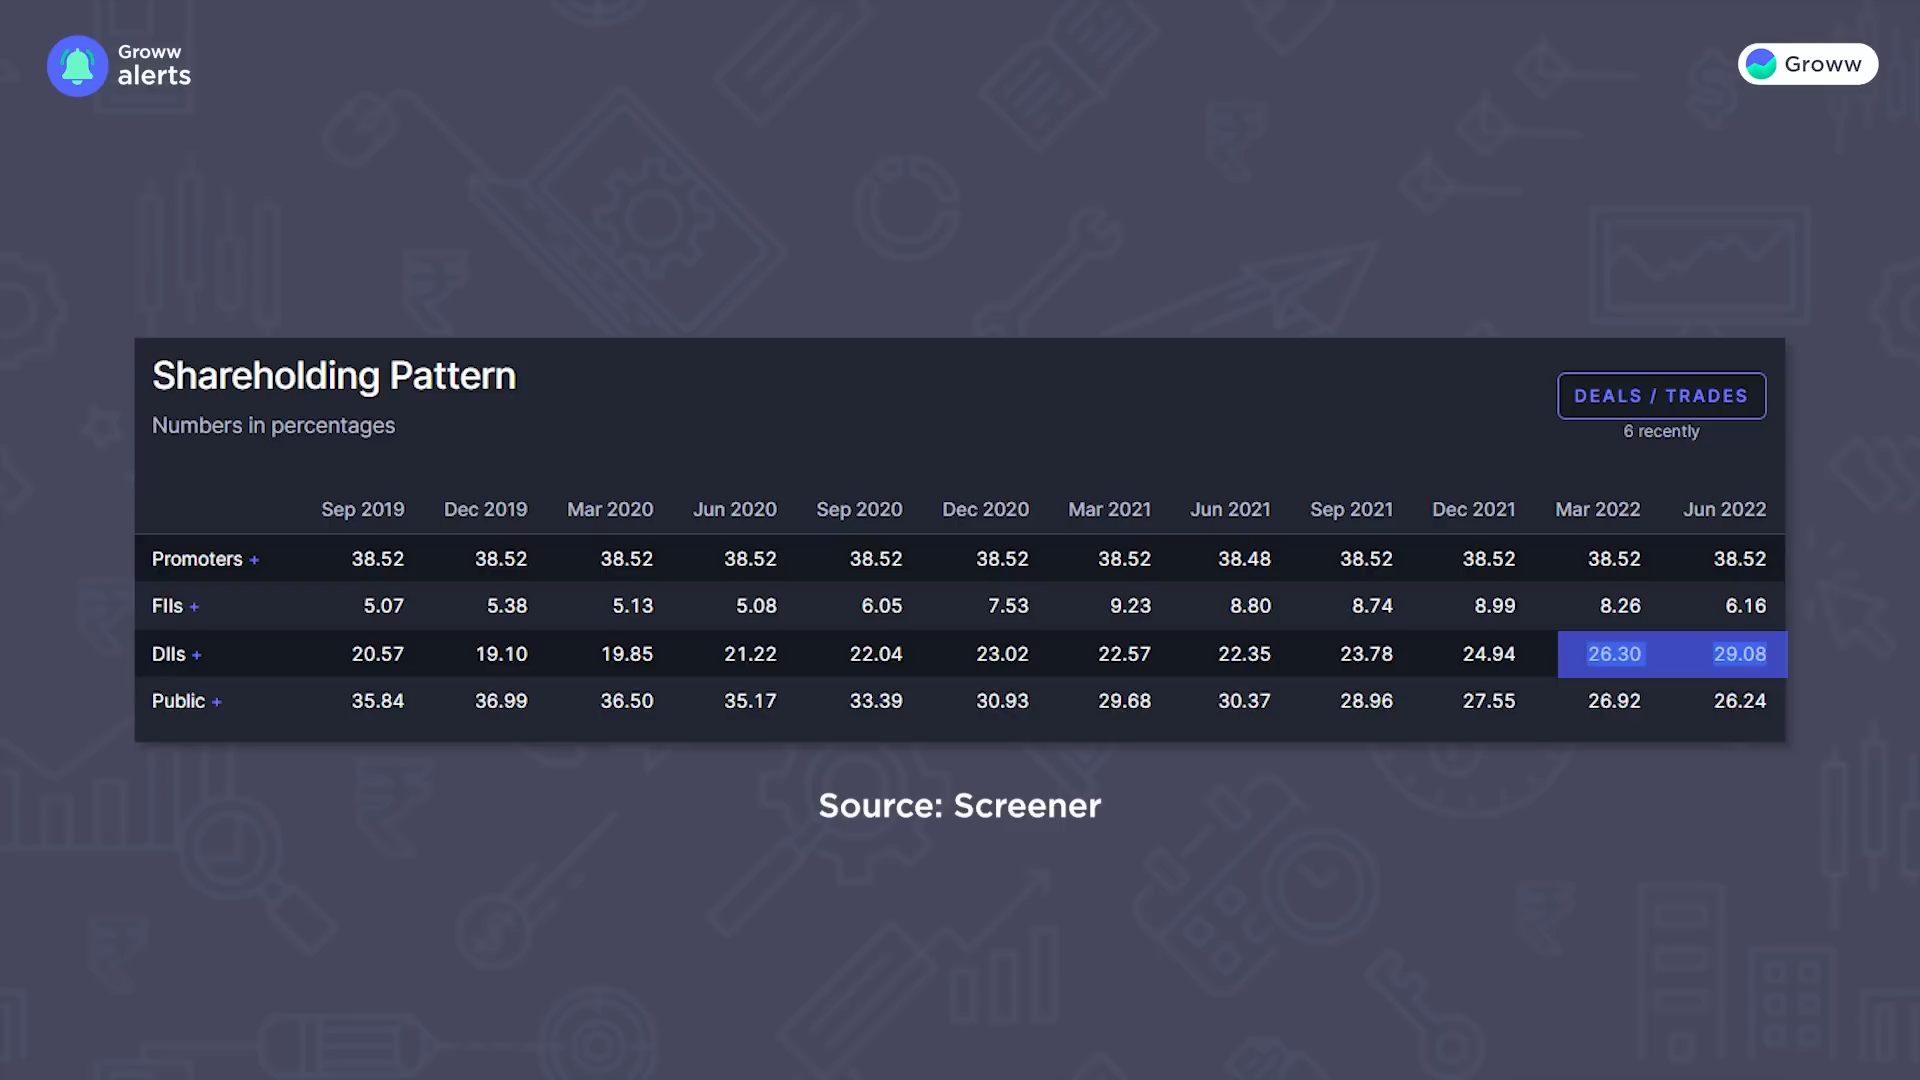 Groww
alerts
Groww
Shareholding Pattern
Numbers in percentages
DEALS / TRADES
6 recently
Sep 2019 Dec 2019 Mar 2020 Jun 2020 Sep 2020 Dec 2020 Mar 2021 Jun 2021 Sep 2021 Dec 2021 Mar 2022 Jun 2022
Promoters + 38.52 38.52 38.52 38.52 38.52 38.52 38.52 38.48 38.52 38.52 38.52 38.52
FIIs + 5.07 5.38 5.13 5.08 6.05 7.53 9.23 8.80 8.74 8.99 8.26 6.16
DIIs + 20.57 19.10 19.85 21.22 22.04 23.02 22.57 22.35 23.78 24.94 26.30 29.08
Public + 35.84 36.99 36.50 35.17 33.39 30.93 29.68 30.37 28.96 27.55 26.92 26.24
Source: Screener